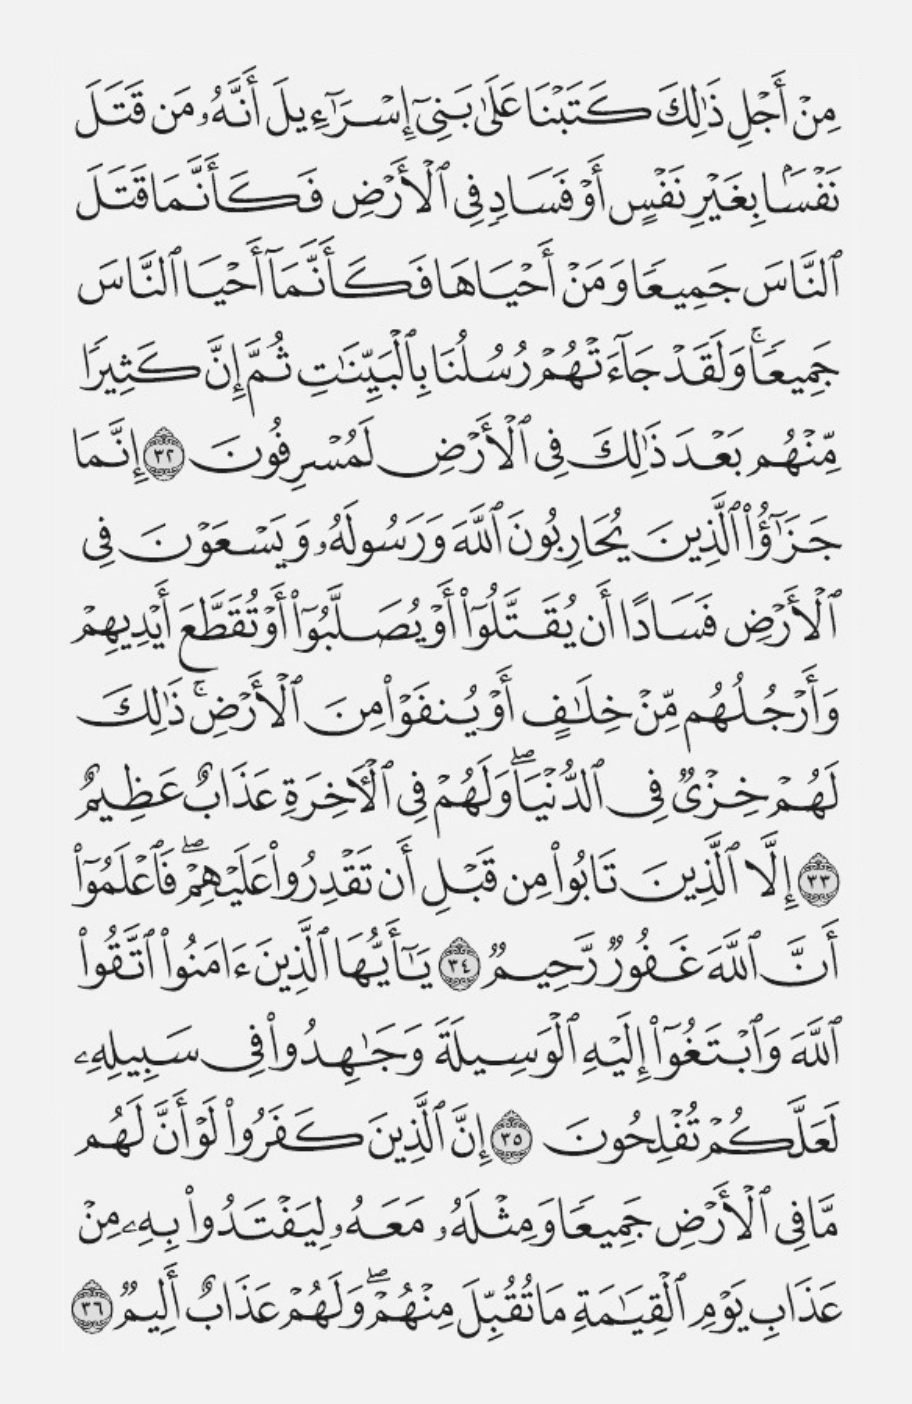 مِنْ أَجْلِ ذَٰلِكَ كَتَبْنَا عَلَىٰ بَنِىٓ إِسْرَٰٓءِيلَ أَنَّهُۥ مَن قَتَلَ
نَفْسَۢا بِغَيْرِ نَفْسٍ أَوْ فَسَادٍ فِى ٱلْأَرْضِ فَكَأَنَّمَا قَتَلَ
ٱلنَّاسَ جَمِيعًا وَمَنْ أَحْيَاهَا فَكَأَنَّمَآ أَحْيَا ٱلنَّاسَ
جَمِيعًاۚ وَلَقَدْ جَآءَتْهُمْ رُسُلُنَا بِٱلْبَيِّنَٰتِ ثُمَّ إِنَّ كَثِيرًا
مِّنْهُم بَعْدَ ذَٰلِكَ فِى ٱلْأَرْضِ لَمُسْرِفُونَ ٣٢ إِنَّمَا
جَزَٰٓؤُا۟ ٱلَّذِينَ يُحَارِبُونَ ٱللَّهَ وَرَسُولَهُۥ وَيَسْعَوْنَ فِى
ٱلْأَرْضِ فَسَادًا أَن يُقَتَّلُوٓا۟ أَوْ يُصَلَّبُوٓا۟ أَوْ تُقَطَّعَ أَيْدِيهِمْ
وَأَرْجُلُهُم مِّنْ خِلَٰفٍ أَوْ يُنفَوْا۟ مِنَ ٱلْأَرْضِۚ ذَٰلِكَ
لَهُمْ خِزْىٌ فِى ٱلدُّنْيَاۖ وَلَهُمْ فِى ٱلْـَٔاخِرَةِ عَذَابٌ عَظِيمٌ
٣٣ إِلَّا ٱلَّذِينَ تَابُوا۟ مِن قَبْلِ أَن تَقْدِرُوا۟ عَلَيْهِمْۖ فَٱعْلَمُوٓا۟
أَنَّ ٱللَّهَ غَفُورٌ رَّحِيمٌ ٣٤ يَٰٓأَيُّهَا ٱلَّذِينَ ءَامَنُوا۟ ٱتَّقُوا۟
ٱللَّهَ وَٱبْتَغُوٓا۟ إِلَيْهِ ٱلْوَسِيلَةَ وَجَٰهِدُوا۟ فِى سَبِيلِهِۦ
لَعَلَّكُمْ تُفْلِحُونَ ٣٥ إِنَّ ٱلَّذِينَ كَفَرُوا۟ لَوْ أَنَّ لَهُم
مَّا فِى ٱلْأَرْضِ جَمِيعًا وَمِثْلَهُۥ مَعَهُۥ لِيَفْتَدُوا۟ بِهِۦ مِنْ
عَذَابِ يَوْمِ ٱلْقِيَٰمَةِ مَا تُقُبِّلَ مِنْهُمْۖ وَلَهُمْ عَذَابٌ أَلِيمٌ ٣٦